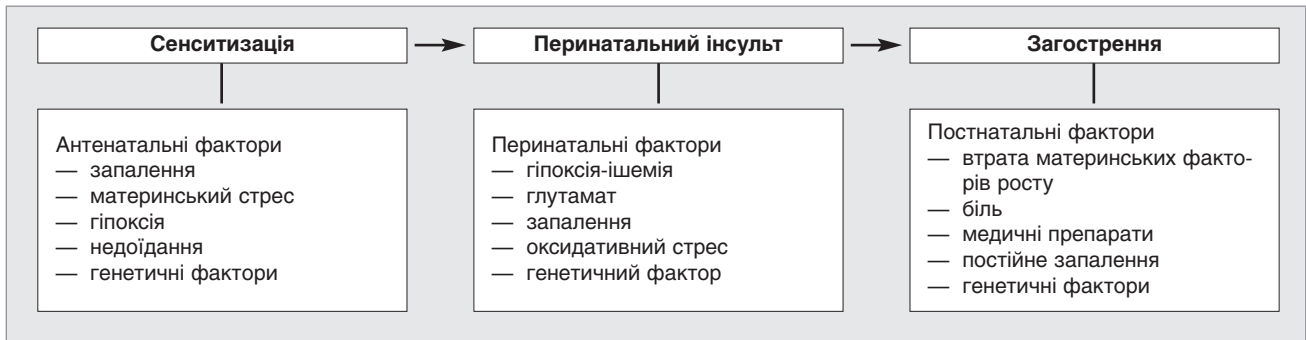 Сенситизація
Перинатальний інсульт
Загострення
Антенатальні фактори
— запалення
— материнський стрес
— гіпоксія
— недоїдання
— генетичні фактори
Перинатальні фактори
— гіпоксія-ішемія
— глутамат
— запалення
— оксидативний стрес
— генетичний фактор
Постнатальні фактори
— втрата материнських факто-
рів росту
— біль
— медичні препарати
— постійне запалення
— генетичні фактори